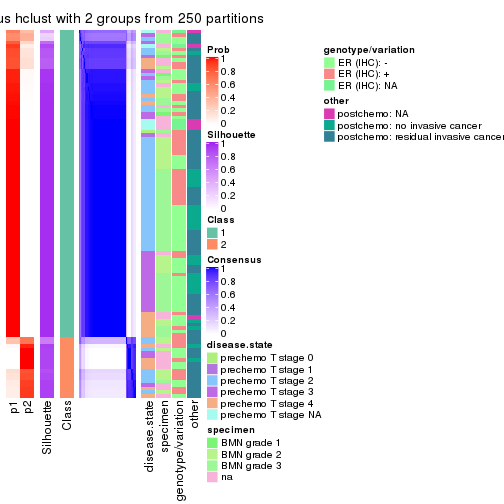 us hclust with 2 groups from 250 partitions
Prob
1
0.8
0.6
0.4
0.2
0
Silhouette
1
0.8
0.6
0.4
0.2
0
Class
1
2
Consensus
1
0.8
0.6
0.4
0.2
0
disease.state
prechemo T stage 0
prechemo T stage 1
prechemo T stage 2
prechemo T stage 3
prechemo T stage 4
prechemo T stage NA
specimen
BMN grade 1
BMN grade 2
BMN grade 3
na
genotype/variation
ER (IHC): -
ER (IHC): +
ER (IHC): NA
other
postchemo: NA
postchemo: no invasive cancer
postchemo: residual invasive cancer
p1
p2
Silhouette
Class
disease.state
specimen
genotype/variation
other